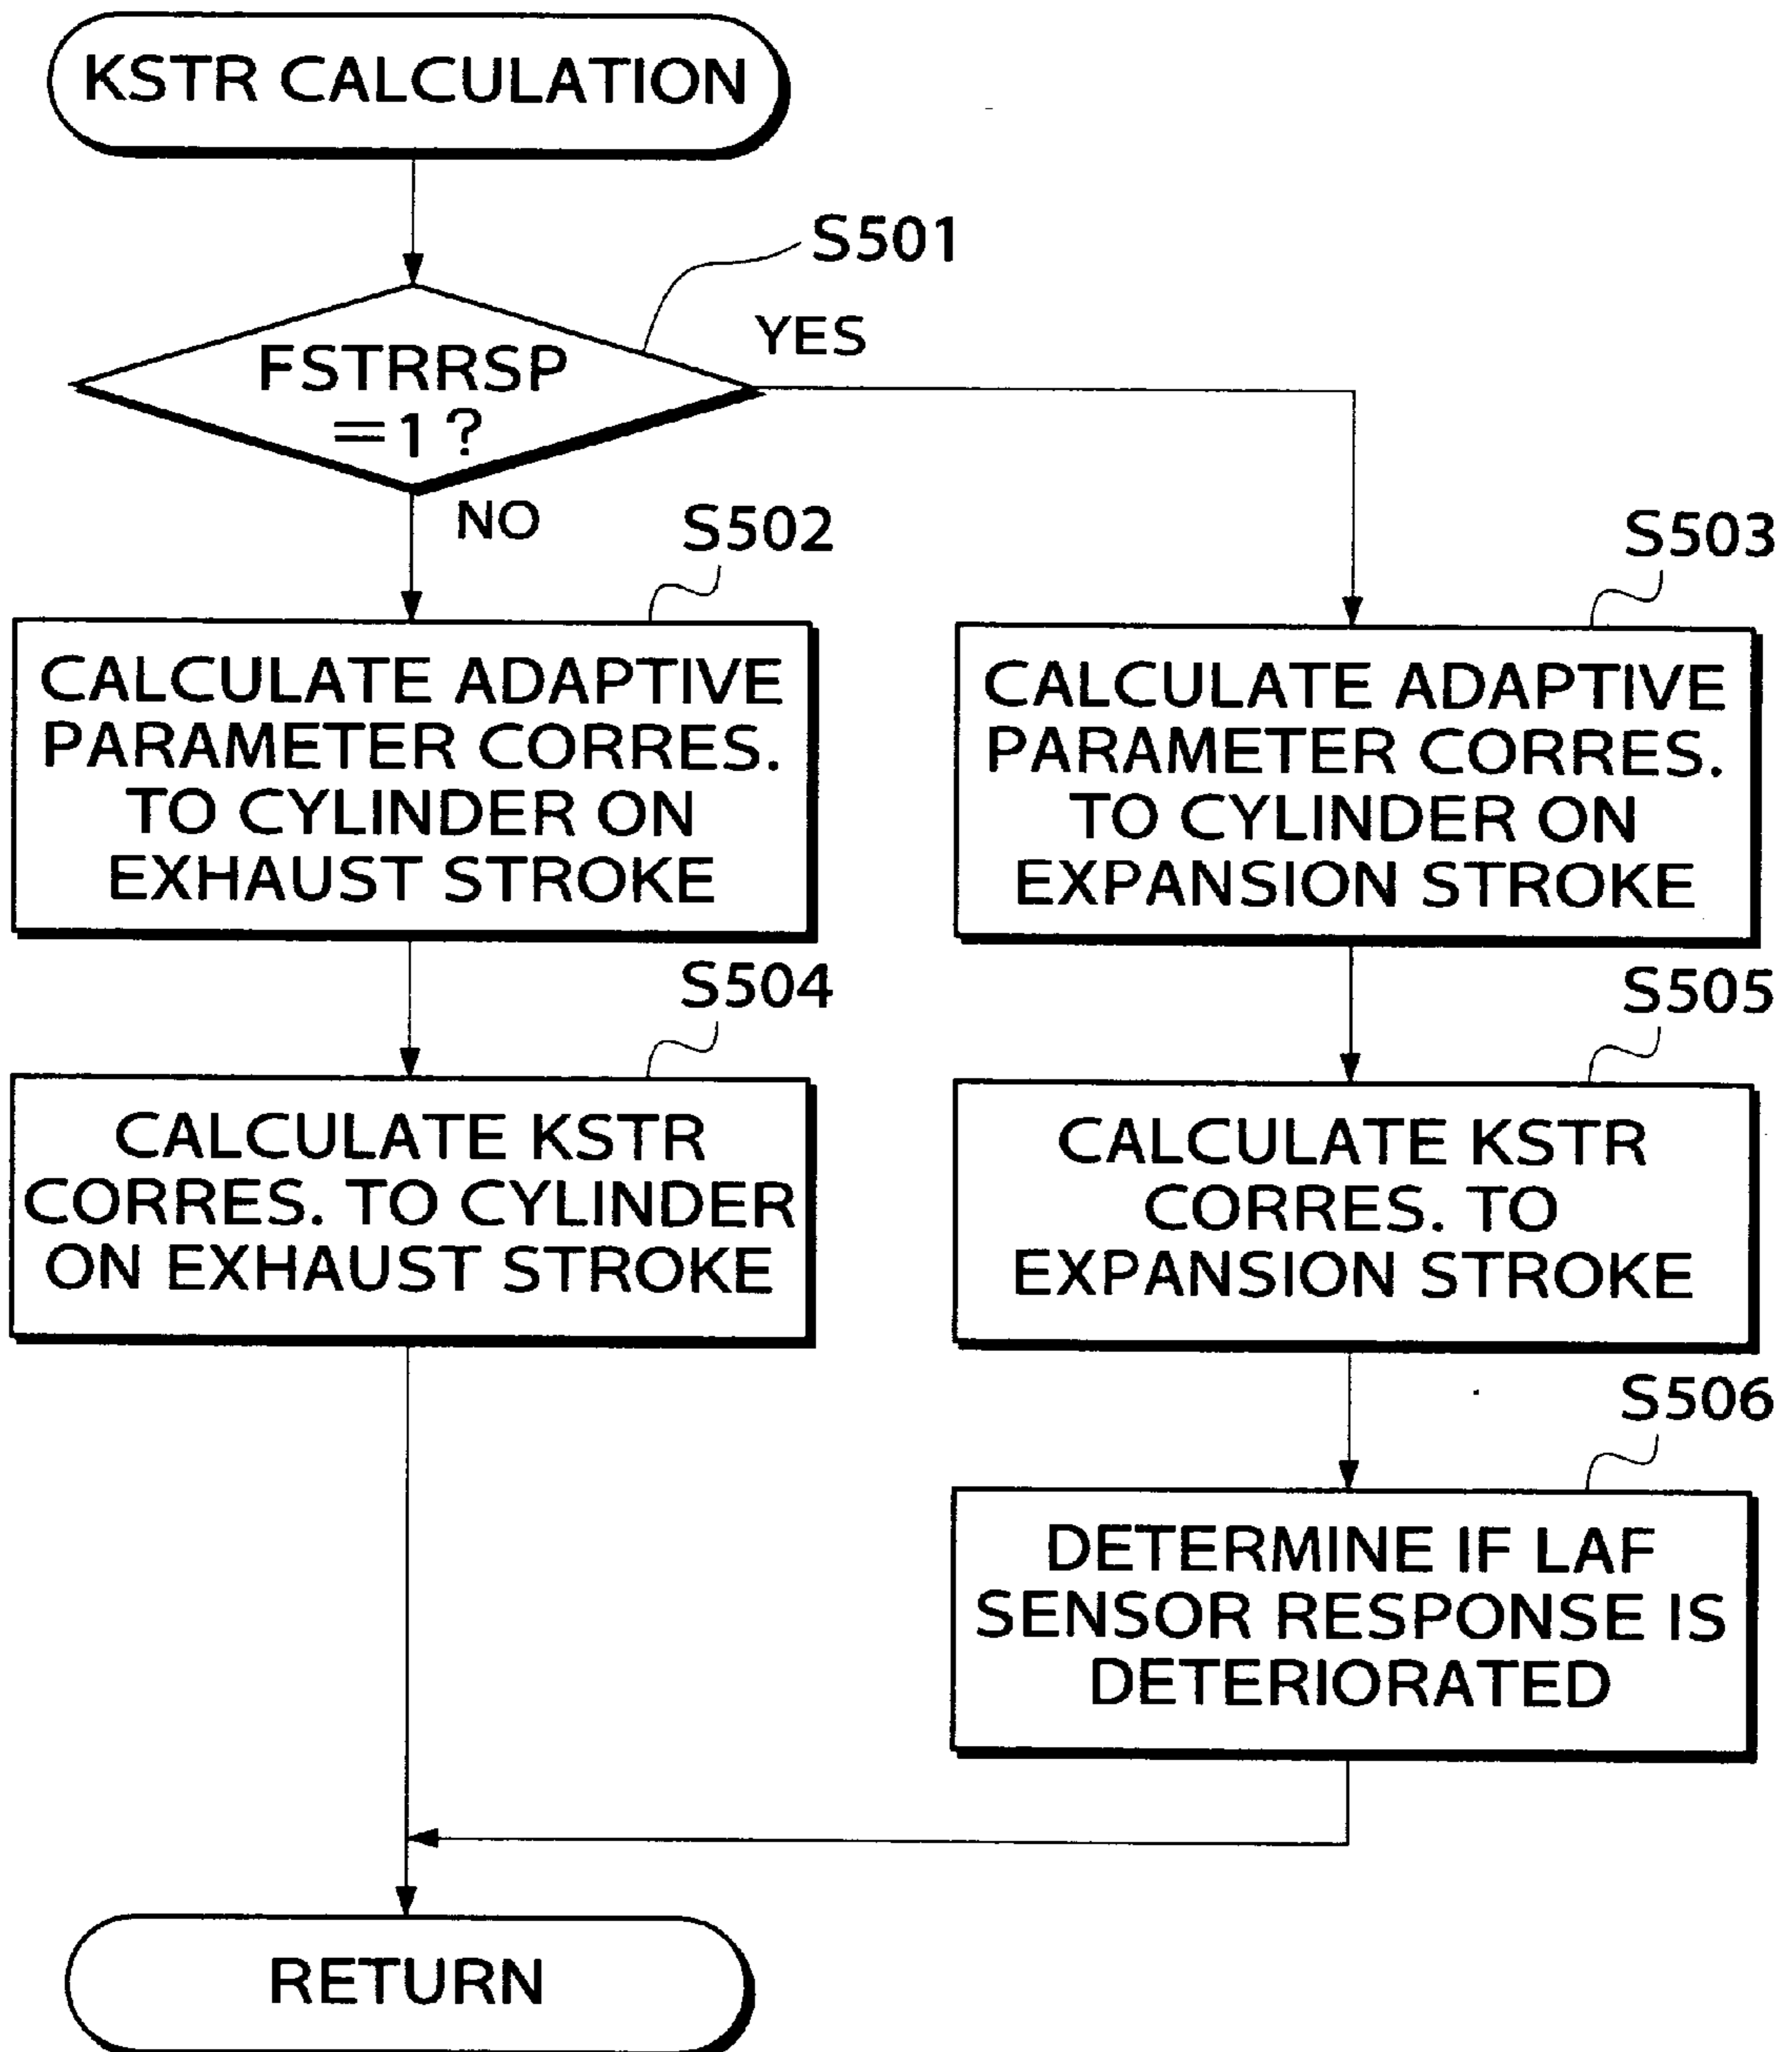 KSTR CALCULATION
S501
YES
FSTRRSP
=1 ?
NO
S502
CALCULATE ADAPTIVE
PARAMETER CORRES.
TO CYLINDER ON
EXHAUST STROKE
S503
CALCULATE ADAPTIVE
PARAMETER CORRES.
TO CYLINDER ON
EXPANSION STROKE
S504
CALCULATE KSTR
CORRES. TO CYLINDER
ON EXHAUST STROKE
S505
CALCULATE KSTR
CORRES. TO
EXPANSION STROKE
S506
DETERMINE IF LAF
SENSOR RESPONSE IS
DETERIORATED
RETURN